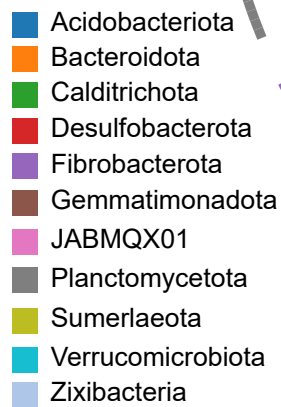 Acidobacteriota
Bacteroidota
Calditrichota
Desulfobacterota
Fibrobacterota
Gemmatimonadota
JABMQX01
Planctomycetota
Sumerlaeota
Verrucomicrobiota
Zixibacteria